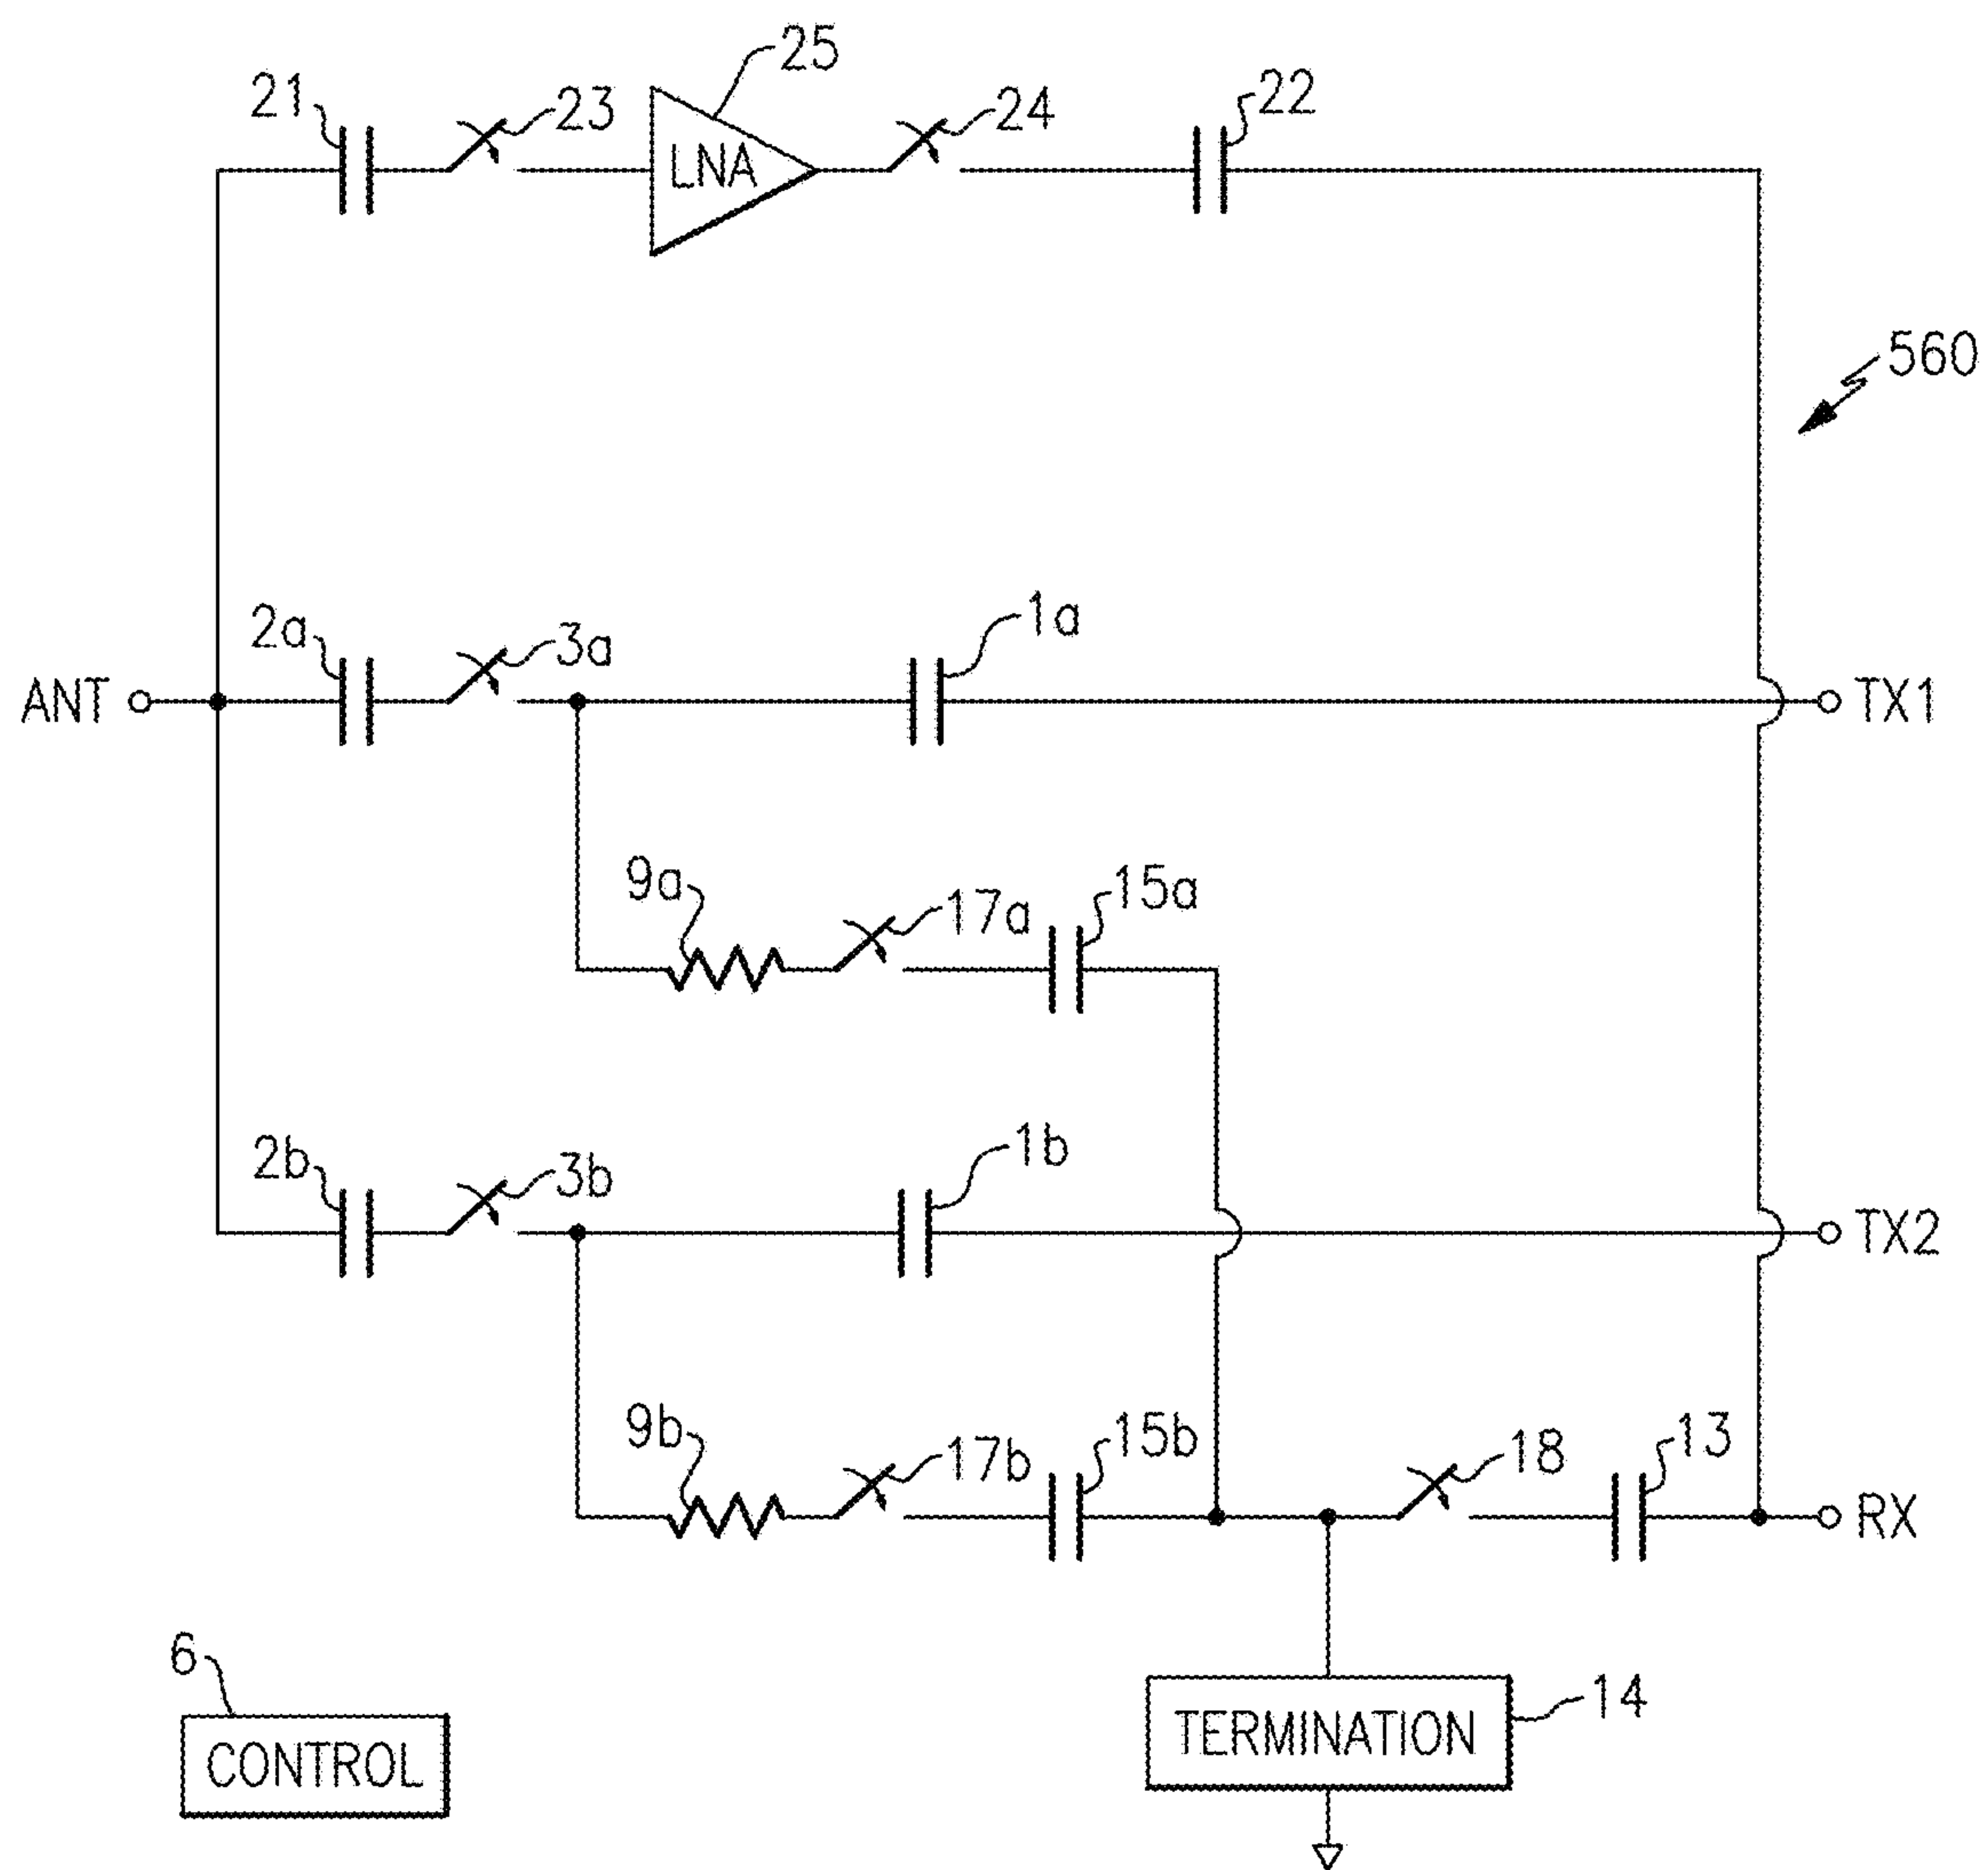 25
21
23
24
22
LNA
560
2a
3a
1a
ANT
TX1
9a
17a
15a
2b
3b
1b
TX2
9b
17b
15b
18
13
RX
6
14
CONTROL
TERMINATION